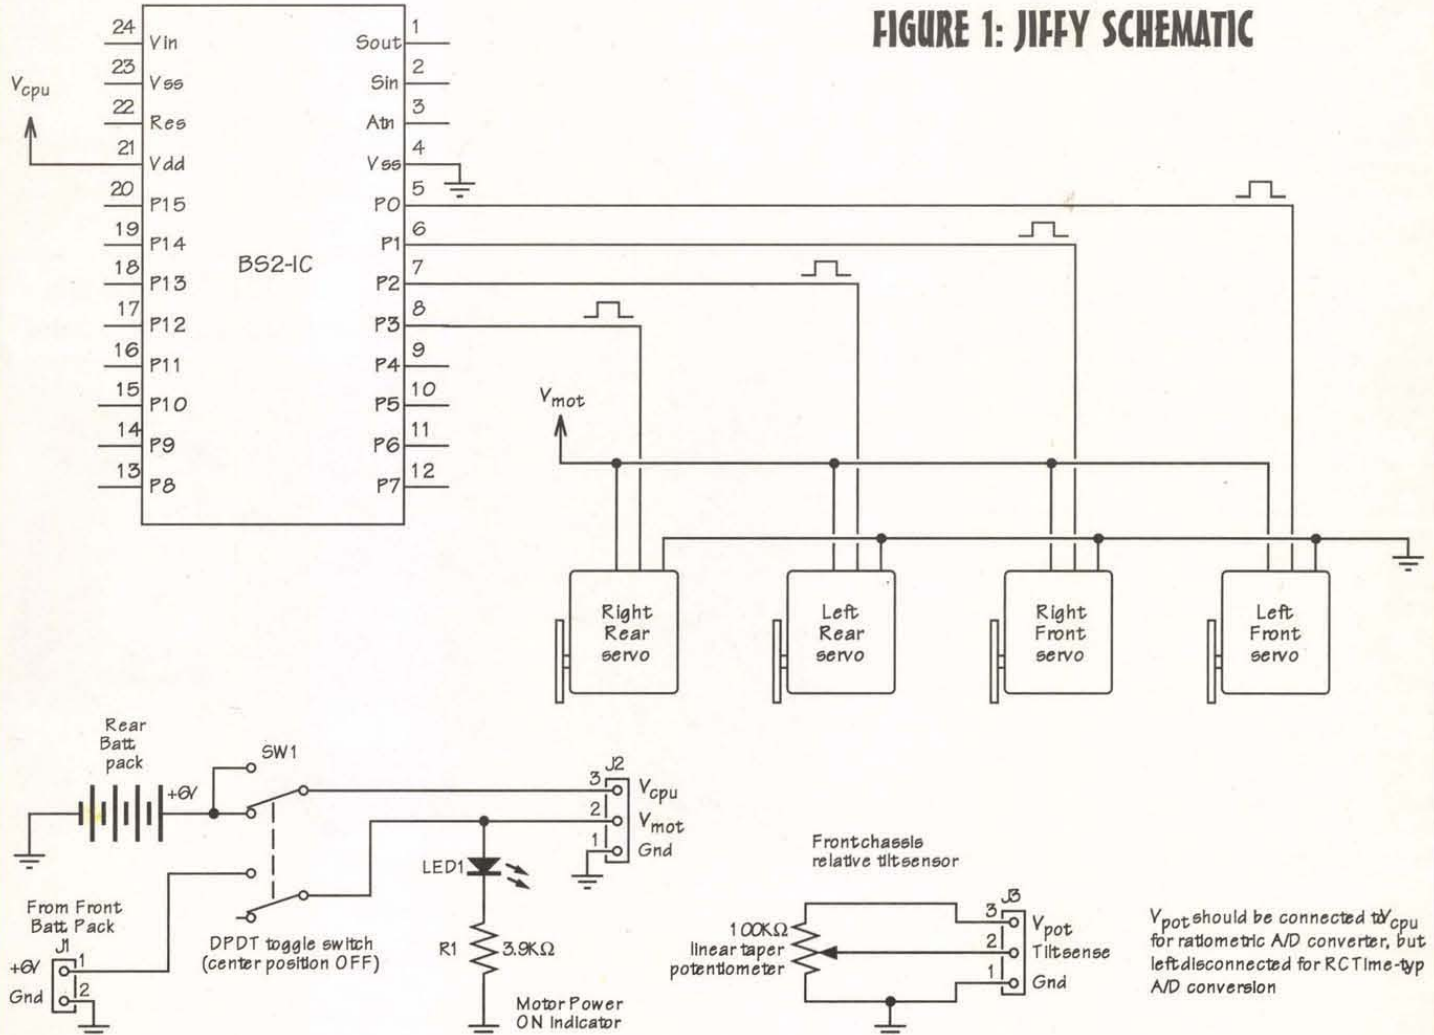 FIGURE 1: JIFFY SCHEMATIC
24 Vin
23 Vss
22 Res
21 Vdd
20 P15
19 P14
18 P13
17 P12
16 P11
15 P10
14 P9
13 P8
Vcpu
BS2-IC
Sout 1
Sin 2
Atn 3
Vss 4
P0 5
P1 6
P2 7
P3 8
P4 9
P5 10
P6 11
P7 12
Vmot
Right
Rear
servo
Left
Rear
servo
Right
Front
servo
Left
Front
servo
Rear
Batt
pack
+6V
SW1
DPDT toggle switch
(center position OFF)
From Front
Batt Pack
J1
+6V 1
Gnd 2
J2
3 Vcpu
2 Vmot
1 Gnd
LED1
R1 3.9KΩ
Motor Power
ON Indicator
Front chassis
relative tilt sensor
100KΩ
linear taper
potentiometer
J3
3 Vpot
2 Tiltsense
1 Gnd
Vpot should be connected to Vcpu
for ratiometric A/D converter, but
left disconnected for RCTime-typ
A/D conversion